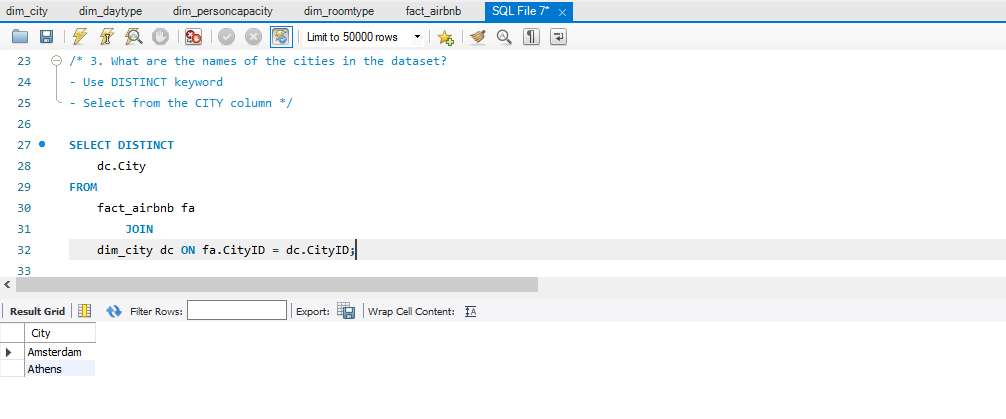 dim_city dim_daytype dim_personcapacity dim_roomtype fact_airbnb SQL File 7*
Limit to 50000 rows
23 /* 3. What are the names of the cities in the dataset?
24 - Use DISTINCT keyword
25 - Select from the CITY column */
26
27 SELECT DISTINCT
28 dc.City
29 FROM
30 fact_airbnb fa
31 JOIN
32 dim_city dc ON fa.CityID = dc.CityID;
33
Result Grid Filter Rows: Export: Wrap Cell Content:
City
Amsterdam
Athens